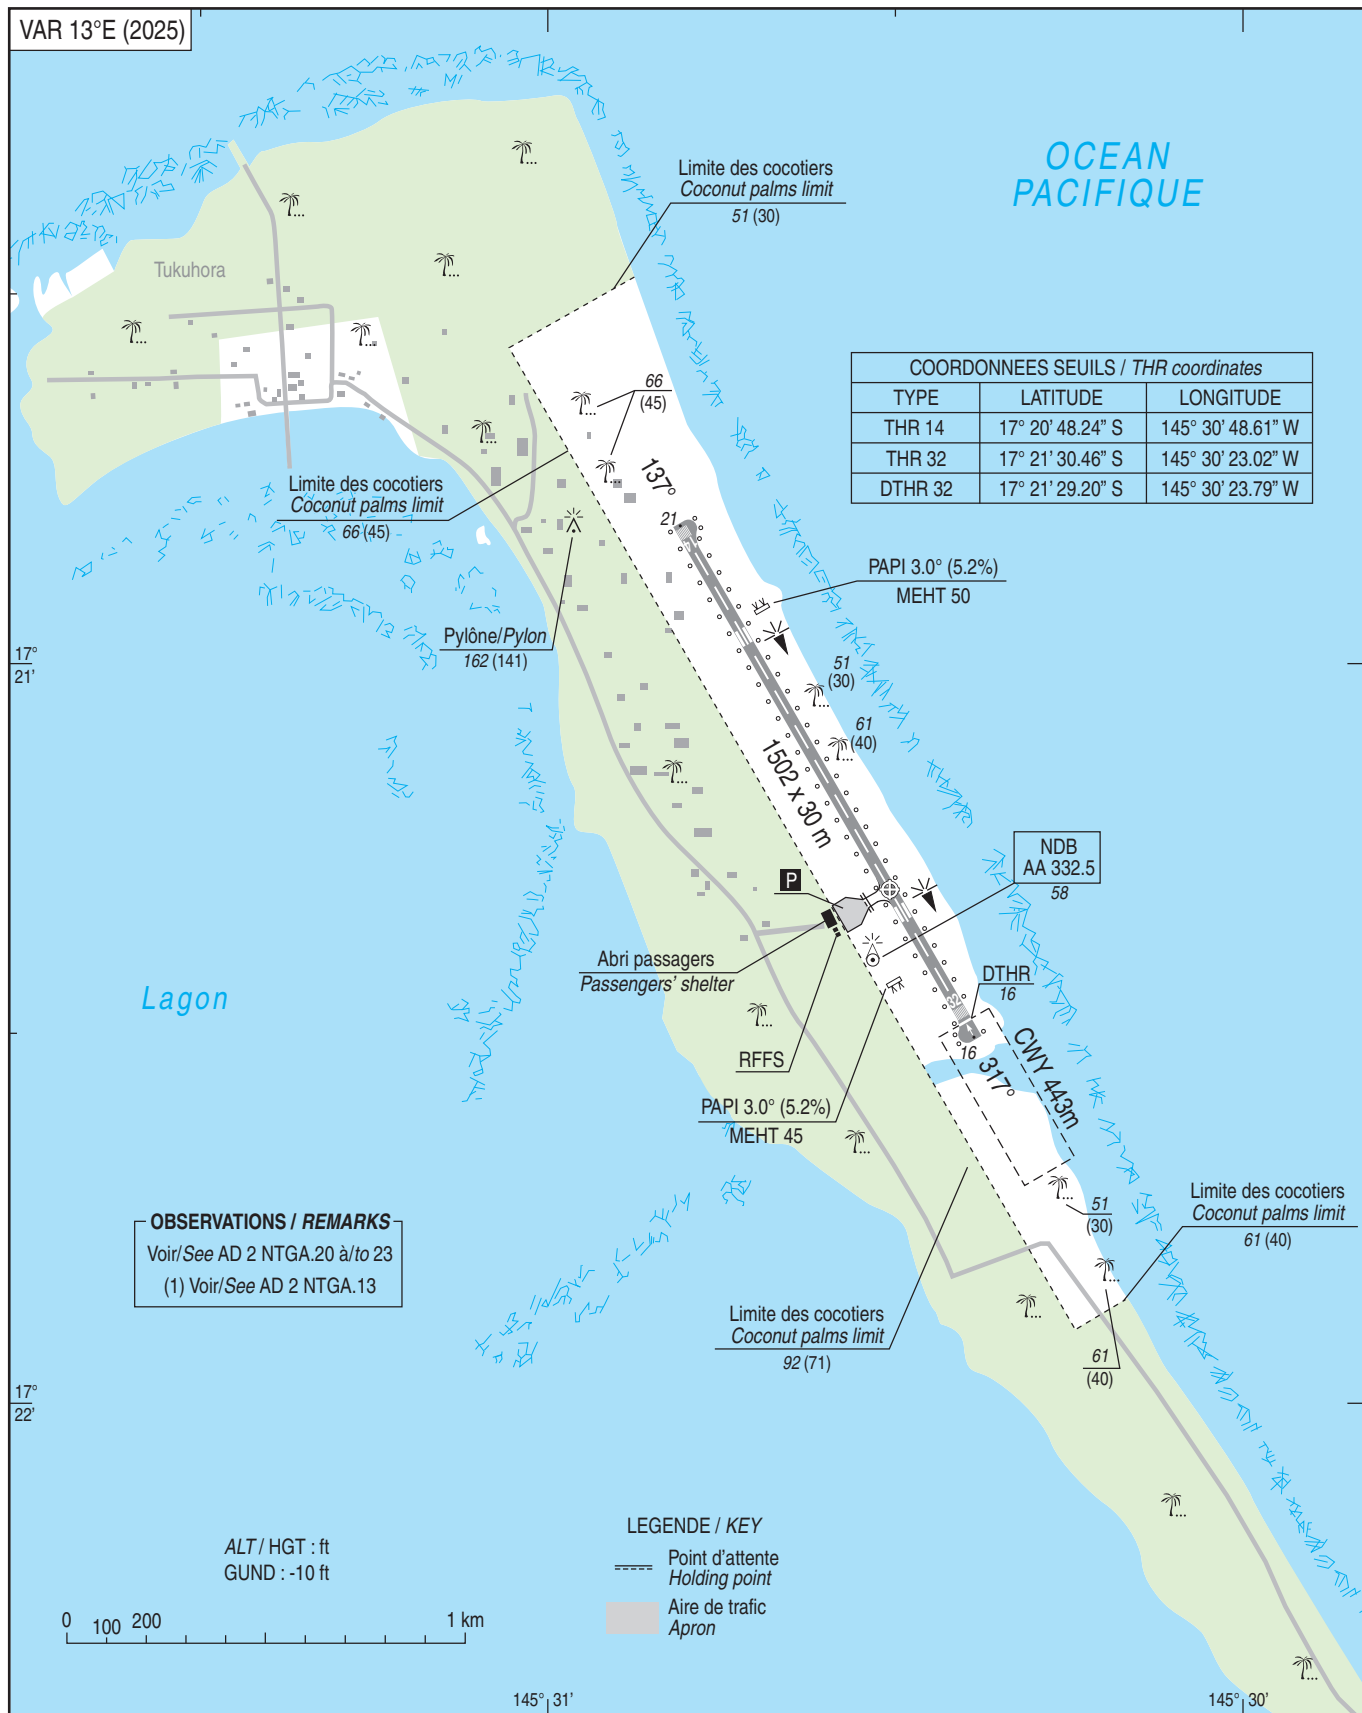 VAR 13°E (2025)
OCEAN
PACIFIQUE
Limite des cocotiers
Coconut palms limit
51 (30)
Tukuhora
COORDONNEES SEUILS / THR coordinates
TYPE LATITUDE LONGITUDE
THR 14 17° 20' 48.24" S 145° 30' 48.61" W
THR 32 17° 21' 30.46" S 145° 30' 23.02" W
DTHR 32 17° 21' 29.20" S 145° 30' 23.79" W
66
(45)
Limite des cocotiers
Coconut palms limit
66 (45)
137°
21
PAPI 3.0° (5.2%)
MEHT 50
Pylône/Pylon
162 (141)
17°
21'
51
(30)
61
(40)
1502 x 30 m
NDB
AA 332.5
58
P
Abri passagers
Passengers' shelter
DTHR
16
Lagon
32
16
RFFS
317°
CWY 443m
PAPI 3.0° (5.2%)
MEHT 45
51
(30)
Limite des cocotiers
Coconut palms limit
61 (40)
OBSERVATIONS / REMARKS
Voir/See AD 2 NTGA.20 à/to 23
(1) Voir/See AD 2 NTGA.13
Limite des cocotiers
Coconut palms limit
92 (71)
61
(40)
17°
22'
ALT / HGT : ft
GUND : -10 ft
LEGENDE / KEY
Point d'attente
Holding point
Aire de trafic
Apron
0 100 200 1 km
145° 31'
145° 30'